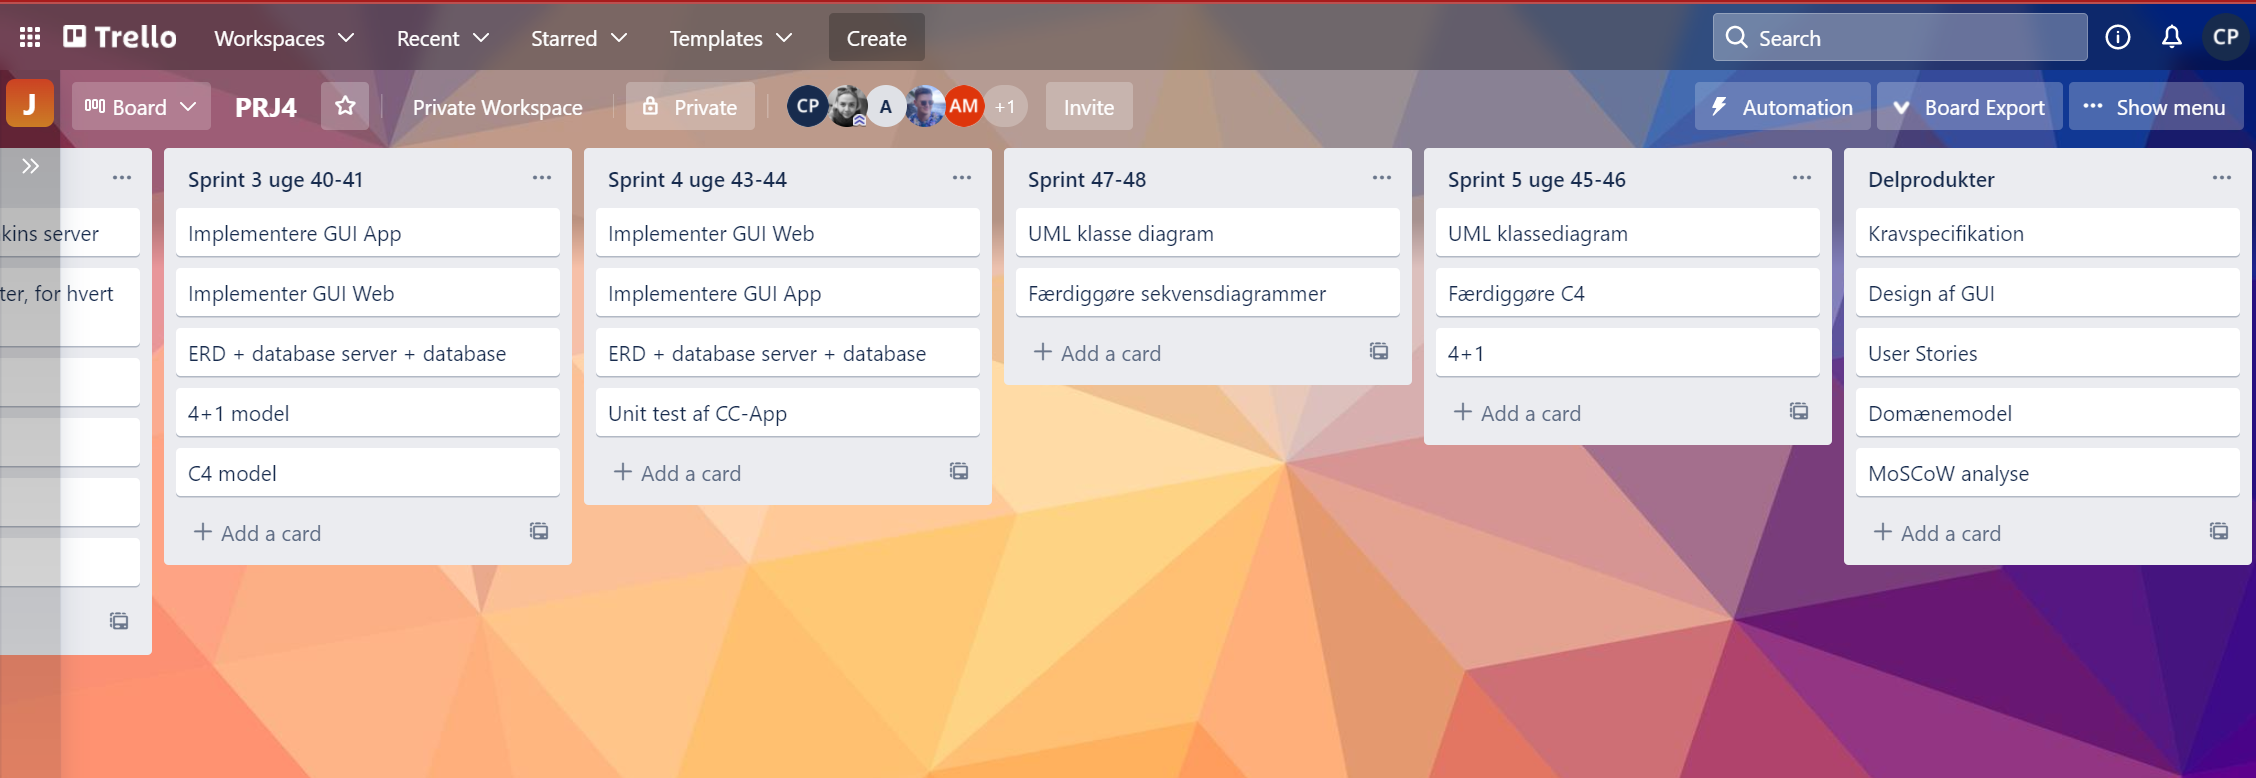 Trello
Workspaces
Recent
Starred
Templates
Create
Search
CP
J
Board
PRJ4
Private Workspace
Private
CP
A
AM
+1
Invite
Automation
Board Export
Show menu
kins server
ter, for hvert
Sprint 3 uge 40-41
Implementere GUI App
Implementer GUI Web
ERD + database server + database
4+1 model
C4 model
+ Add a card
Sprint 4 uge 43-44
Implementer GUI Web
Implementere GUI App
ERD + database server + database
Unit test af CC-App
+ Add a card
Sprint 47-48
UML klasse diagram
Færdiggøre sekvensdiagrammer
+ Add a card
Sprint 5 uge 45-46
UML klassediagram
Færdiggøre C4
4+1
+ Add a card
Delprodukter
Kravspecifikation
Design af GUI
User Stories
Domænemodel
MoSCoW analyse
+ Add a card